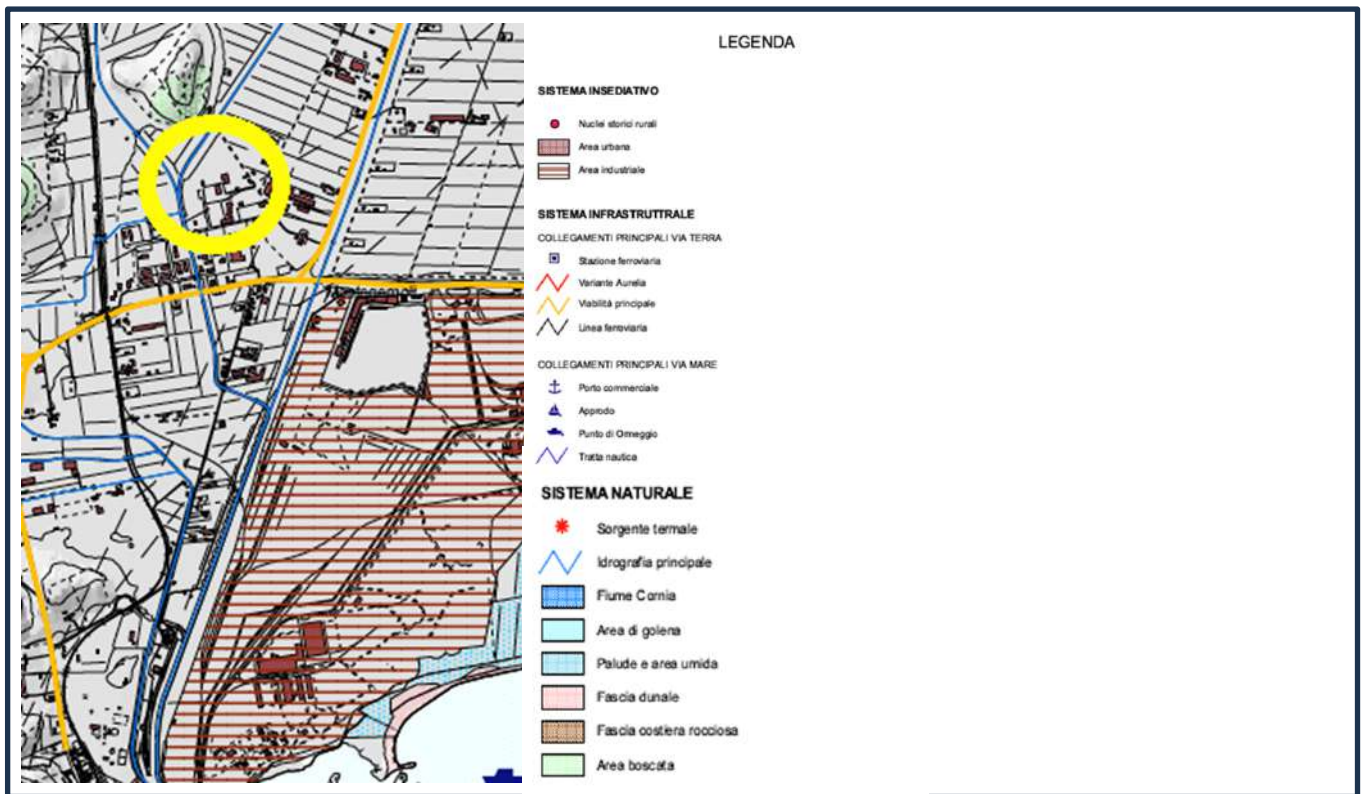 LEGENDA
SISTEMA INSEDIATIVO
Nuclei storici rurali
Area urbana
Area industriale
SISTEMA INFRASTRUTTRALE
COLLEGAMENTI PRINCIPALI VIA TERRA
Stazione ferroviaria
Variante Aurelia
Viabilità principale
Linea ferroviaria
COLLEGAMENTI PRINCIPALI VIA MARE
Porto commerciale
Approdo
Punto di Ormeggio
Tratta nautica
SISTEMA NATURALE
Sorgente termale
Idrografia principale
Fiume Cornia
Area di golena
Palude e area umida
Fascia dunale
Fascia costiera rocciosa
Area boscata